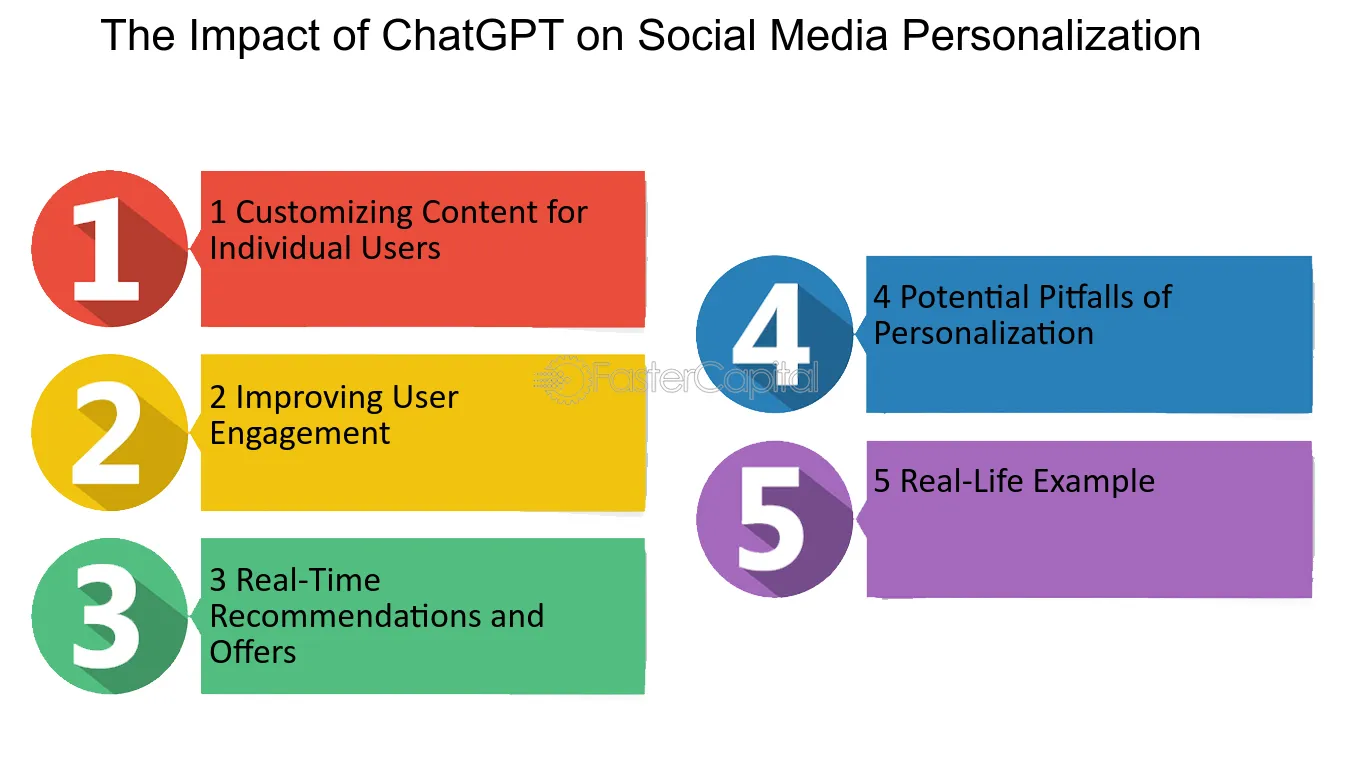 The Impact of ChatGPT on Social Media Personalization
1
1 Customizing Content for
Individual Users
2
2 Improving User
Engagement
3
3 Real-Time
Recommendations and
Offers
4
4 Potential Pitfalls of
Personalization
5
5 Real-Life Example
FasterCapital